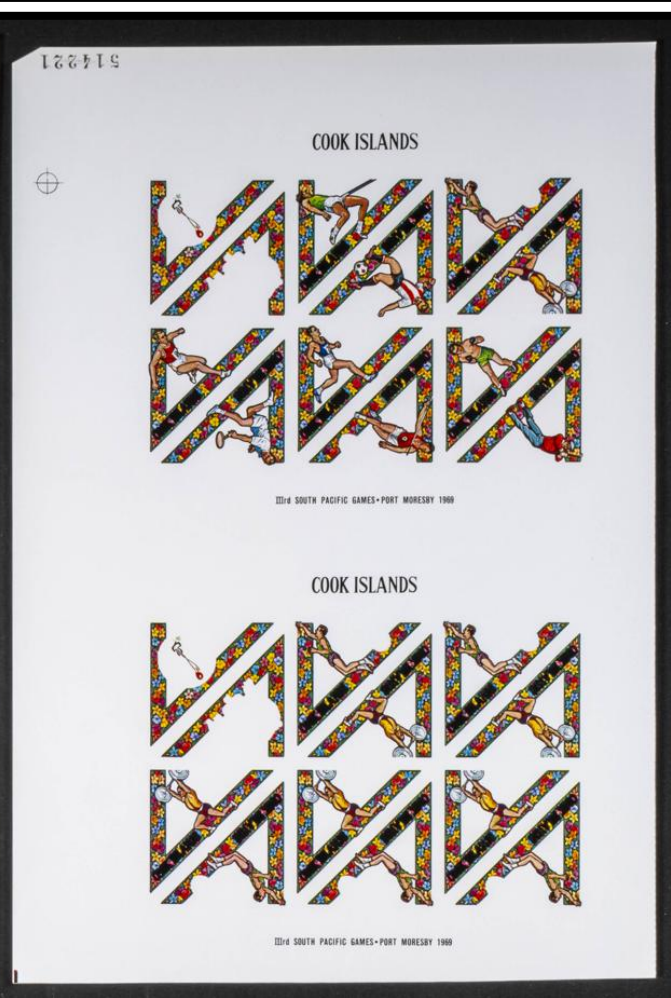 514221
COOK ISLANDS
IIIrd SOUTH PACIFIC GAMES•PORT MORESBY 1969
COOK ISLANDS
IIIrd SOUTH PACIFIC GAMES•PORT MORESBY 1969